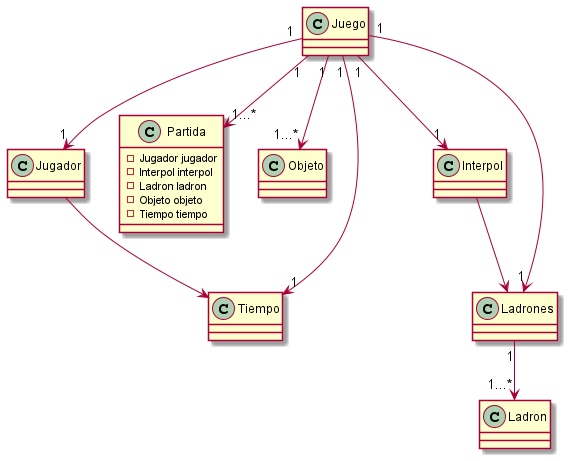 C Juego
1
1
1
1
1
1
1
1...*
1...*
1
C Partida
Jugador jugador
Interpol interpol
Ladron ladron
Objeto objeto
Tiempo tiempo
C Jugador
C Objeto
C Interpol
1
1
C Tiempo
C Ladrones
1
1...*
C Ladron